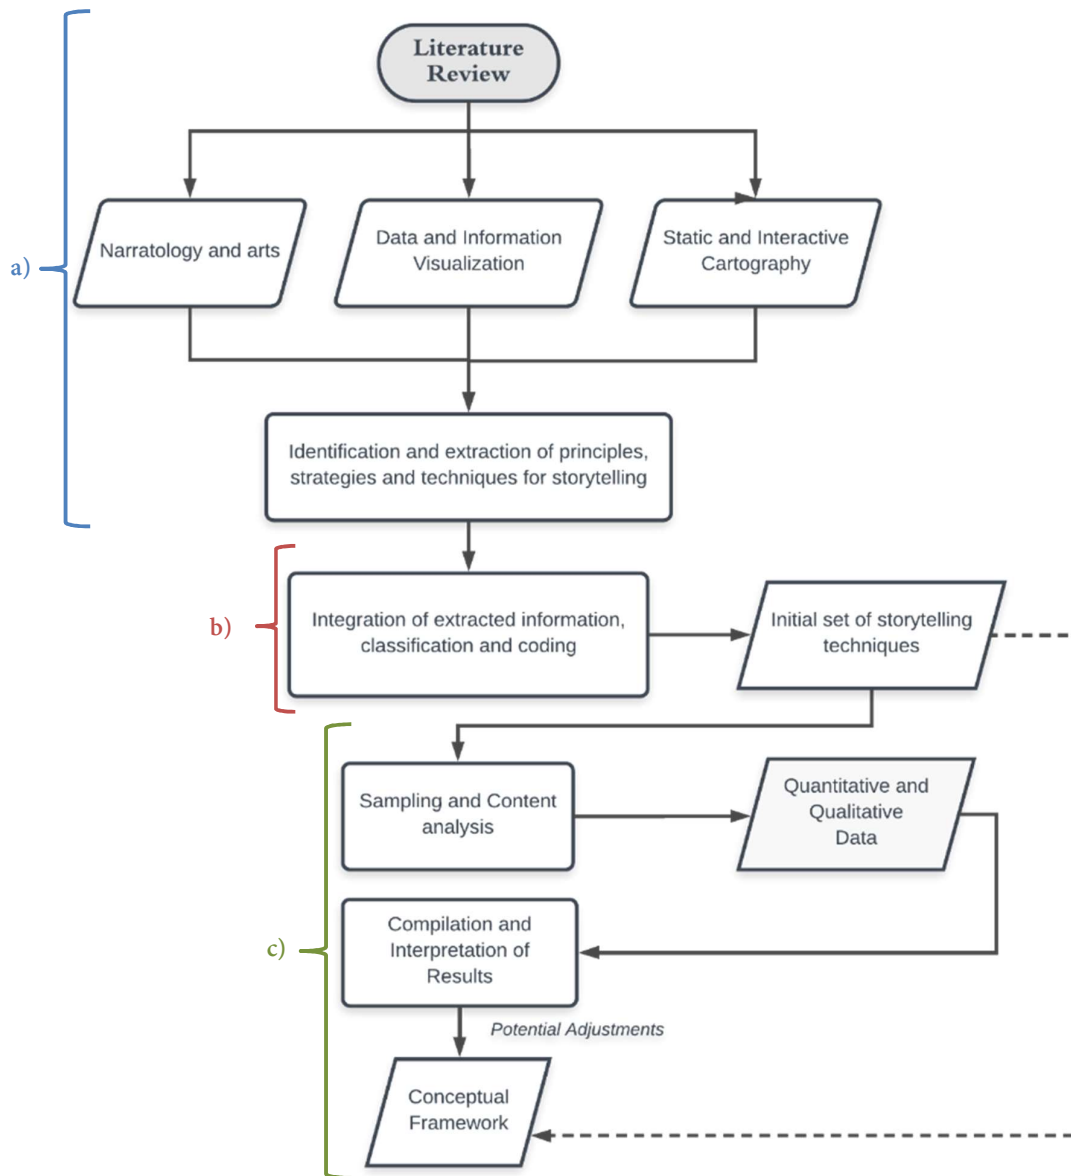 Literature
Review
Narratology and arts
Data and Information
Visualization
Static and Interactive
Cartography
a)
Identification and extraction of principles,
strategies and techniques for storytelling
b)
Integration of extracted information,
classification and coding
Initial set of storytelling
techniques
Sampling and Content
analysis
Quantitative and
Qualitative
Data
c)
Compilation and
Interpretation of
Results
Potential Adjustments
Conceptual
Framework